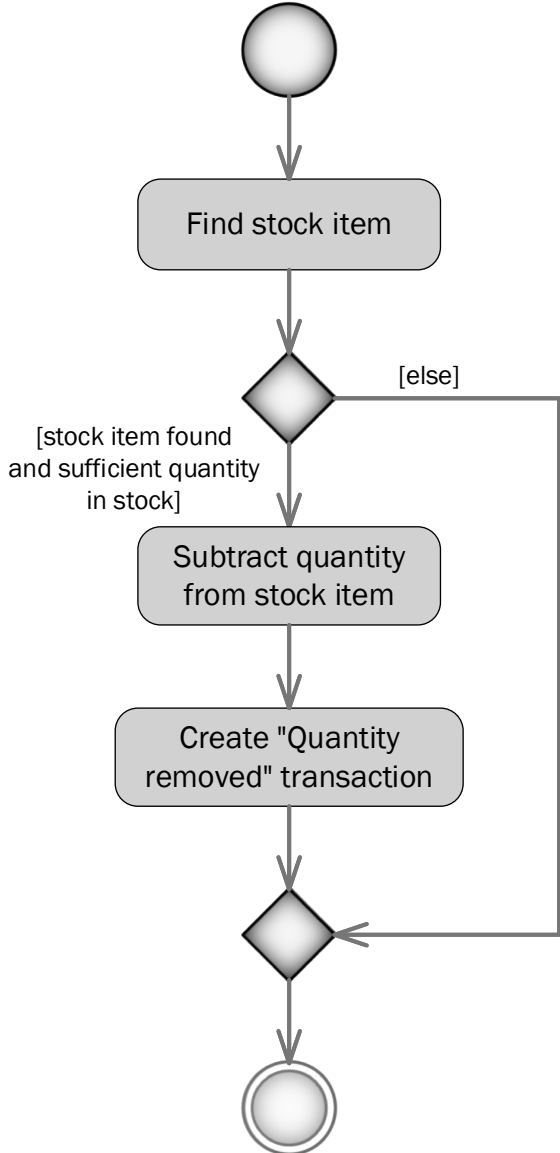 Find stock item
[else]
[stock item found
and sufficient quantity
in stock]
Subtract quantity
from stock item
Create "Quantity
removed" transaction